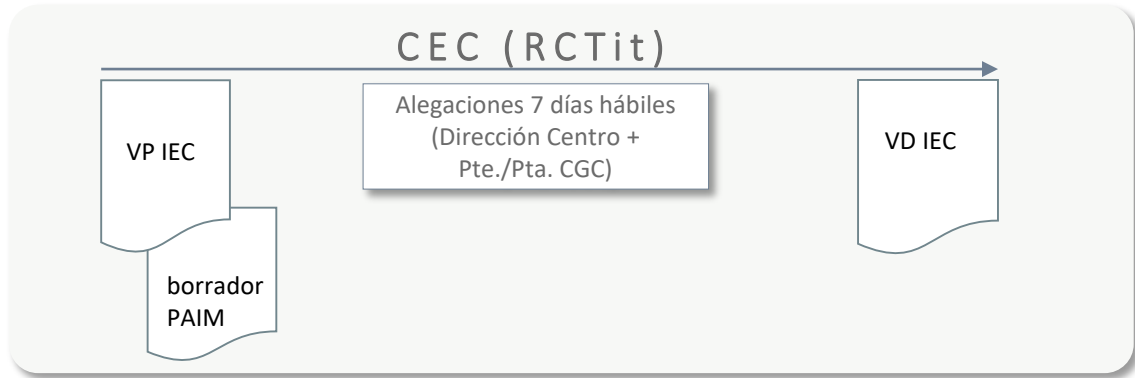 CEC (RCTit)
VP IEC
borrador
PAIM
Alegaciones 7 días hábiles
(Dirección Centro +
Pte./Pta. CGC)
VD IEC